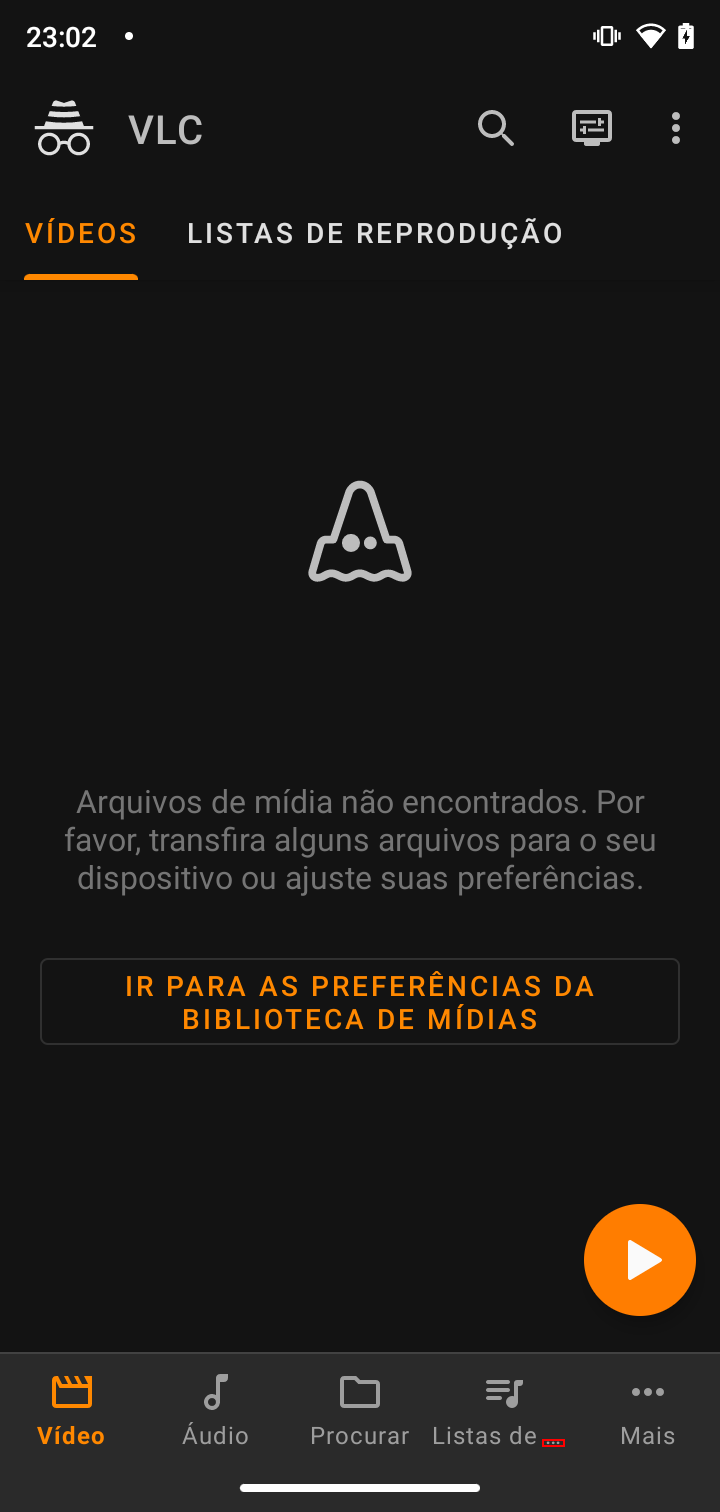 23:02
VLC
VÍDEOS
LISTAS DE REPRODUÇÃO
Arquivos de mídia não encontrados. Por
favor, transfira alguns arquivos para o seu
dispositivo ou ajuste suas preferências.
IR PARA AS PREFERÊNCIAS DA
BIBLIOTECA DE MÍDIAS
Vídeo
Áudio
Procurar
Listas de...
Mais